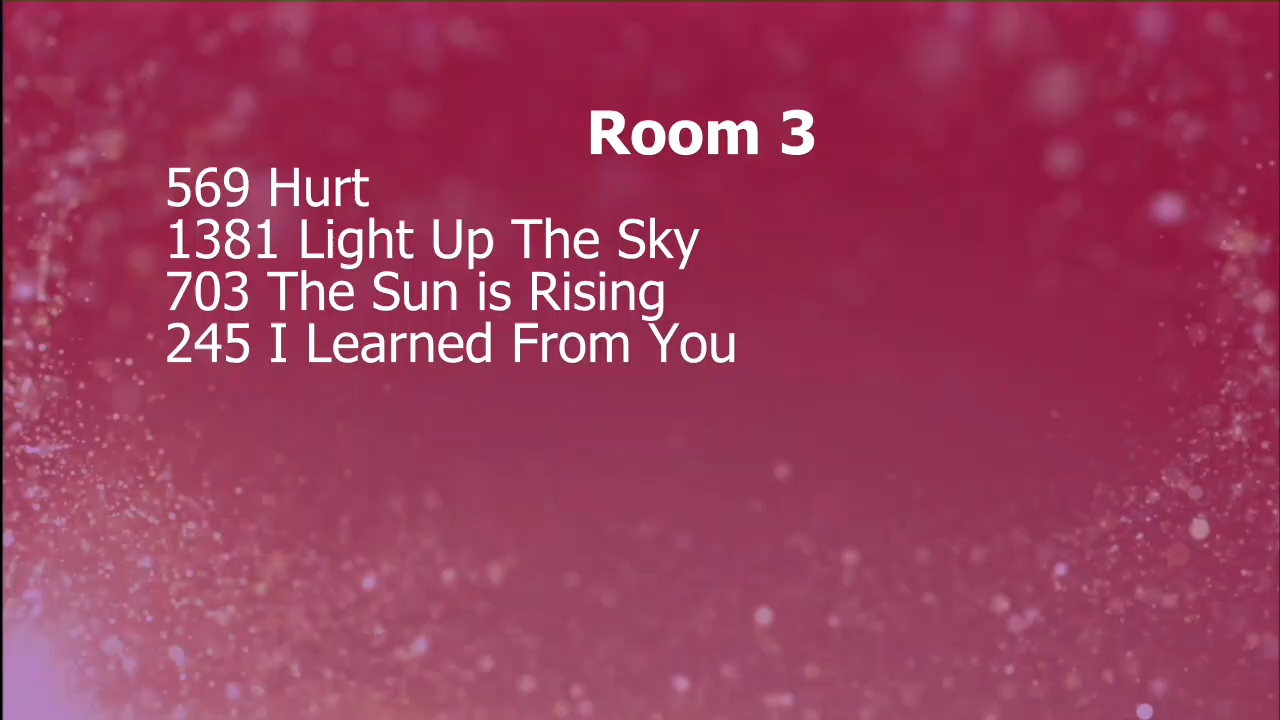 Room 3
569 Hurt
1381 Light Up The Sky
703 The Sun is Rising
245 I Learned From You